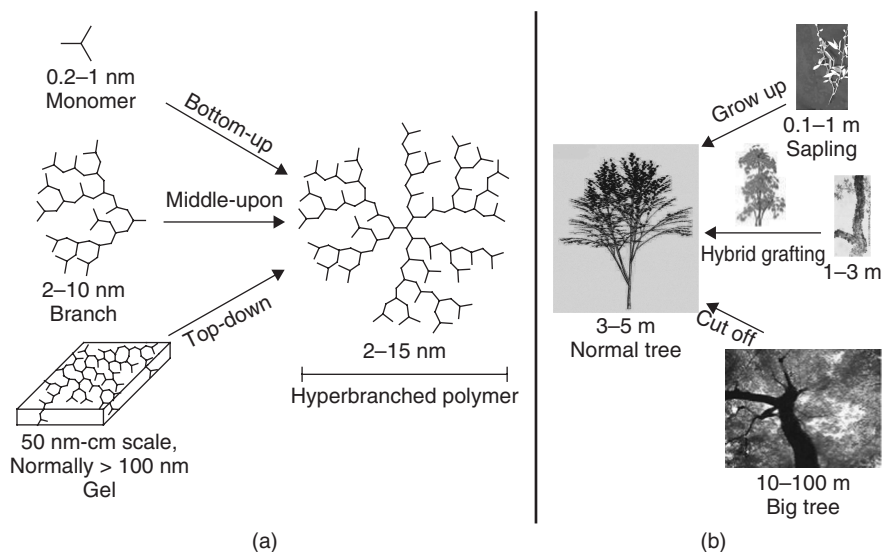 0.2–1 nm
Monomer
Bottom-up
Middle-upon
2–10 nm
Branch
Top-down
50 nm-cm scale,
Normally > 100 nm
Gel
2–15 nm
Hyperbranched polymer
(a)
Grow up
0.1–1 m
Sapling
Hybrid grafting
1–3 m
3–5 m
Normal tree
Cut off
10–100 m
Big tree
(b)